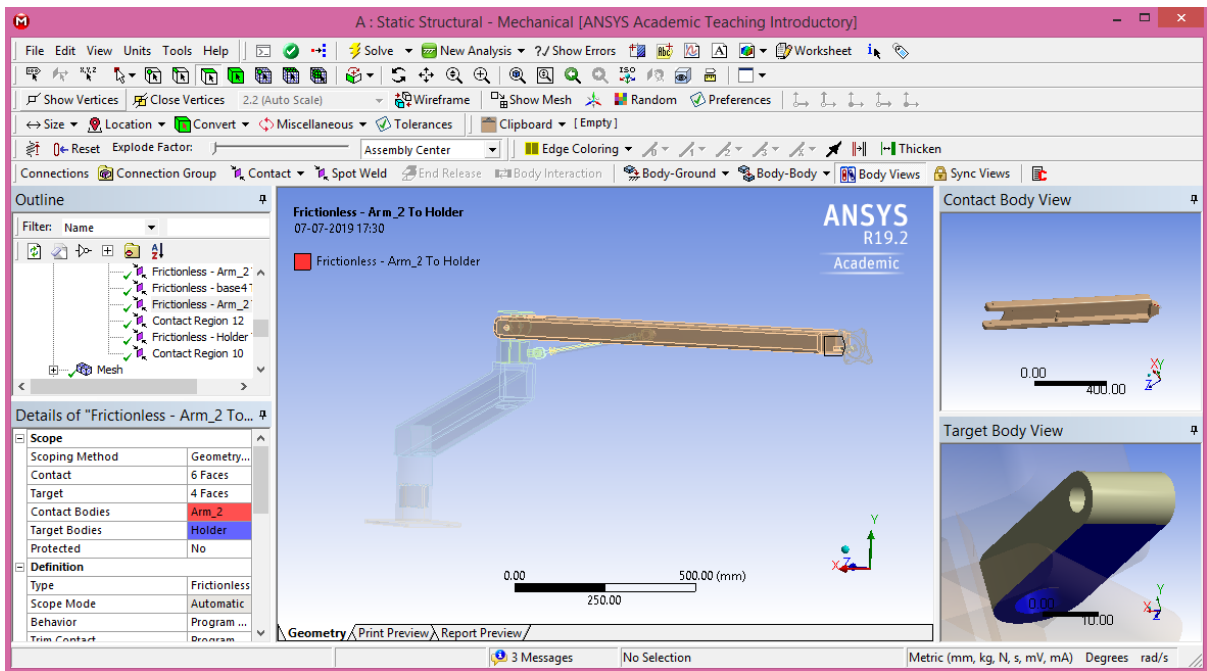 A : Static Structural - Mechanical [ANSYS Academic Teaching Introductory]
File Edit View Units Tools Help Solve New Analysis ?/ Show Errors Worksheet
Show Vertices Close Vertices 2.2 (Auto Scale) Wireframe Show Mesh Random Preferences
Size Location Convert Miscellaneous Tolerances Clipboard [Empty]
Reset Explode Factor: Assembly Center Edge Coloring Thicken
Connections Connection Group Contact Spot Weld End Release Body Interaction Body-Ground Body-Body Body Views Sync Views
Outline
Filter: Name
Frictionless - Arm_2
Frictionless - base4
Frictionless - Arm_2
Contact Region 12
Frictionless - Holder
Contact Region 10
Mesh
Details of "Frictionless - Arm_2 To...
Scope
Scoping Method Geometry...
Contact 6 Faces
Target 4 Faces
Contact Bodies Arm_2
Target Bodies Holder
Protected No
Definition
Type Frictionless
Scope Mode Automatic
Behavior Program ...
Trim Contact Program
Frictionless - Arm_2 To Holder
07-07-2019 17:30
Frictionless - Arm_2 To Holder
ANSYS
R19.2
Academic
Y
X Z
0.00 500.00 (mm)
250.00
Geometry Print Preview Report Preview
Contact Body View
0.00
400.00
X Y
Z
Target Body View
0.00
10.00
Y
X Z
3 Messages No Selection Metric (mm, kg, N, s, mV, mA) Degrees rad/s